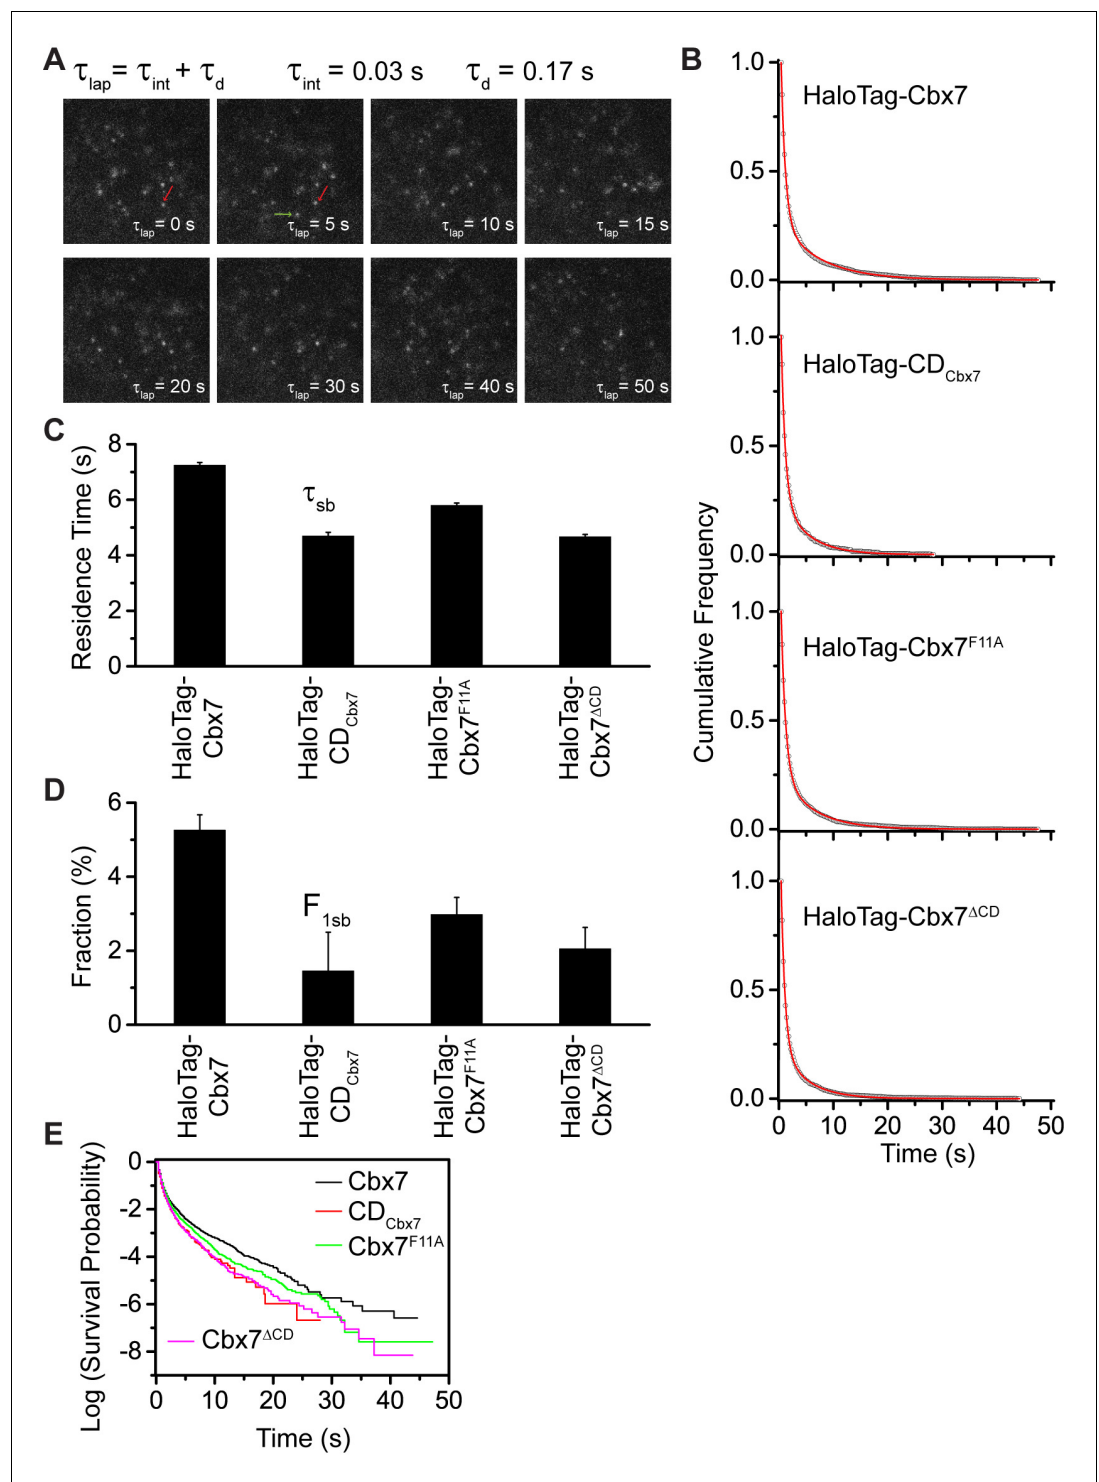 A
τlap = τint + τd τint = 0.03 s τd = 0.17 s
τlap = 0 s
τlap = 5 s
τlap = 10 s
τlap = 15 s
τlap = 20 s
τlap = 30 s
τlap = 40 s
τlap = 50 s
B
Cumulative Frequency
1.0
0.5
0.0
HaloTag-Cbx7
1.0
0.5
0.0
HaloTag-CDCbx7
1.0
0.5
0.0
HaloTag-Cbx7F11A
1.0
0.5
0.0
HaloTag-Cbx7ΔCD
0 10 20 30 40 50
Time (s)
C
Residence Time (s)
8
6
4
2
0
τsb
HaloTag-
Cbx7
HaloTag-
CDCbx7
HaloTag-
Cbx7F11A
HaloTag-
Cbx7ΔCD
D
Fraction (%)
6
4
2
0
F1sb
HaloTag-
Cbx7
HaloTag-
CDCbx7
HaloTag-
Cbx7F11A
HaloTag-
Cbx7ΔCD
E
Log (Survival Probability)
0
-2
-4
-6
-8
Cbx7
CDCbx7
Cbx7F11A
Cbx7ΔCD
0 10 20 30 40 50
Time (s)